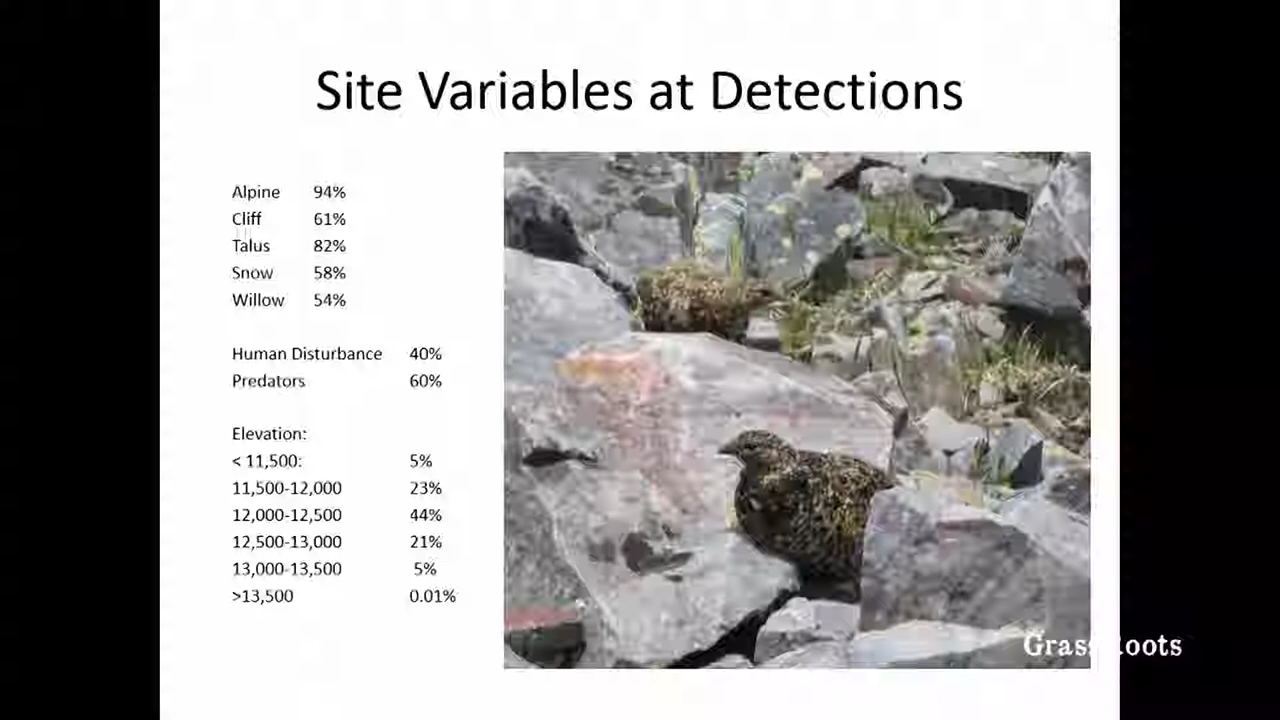 Site Variables at Detections
Alpine 94%
Cliff 61%
Talus 82%
Snow 58%
Willow 54%
Human Disturbance 40%
Predators 60%
Elevation:
< 11,500: 5%
11,500-12,000 23%
12,000-12,500 44%
12,500-13,000 21%
13,000-13,500 5%
>13,500 0.01%